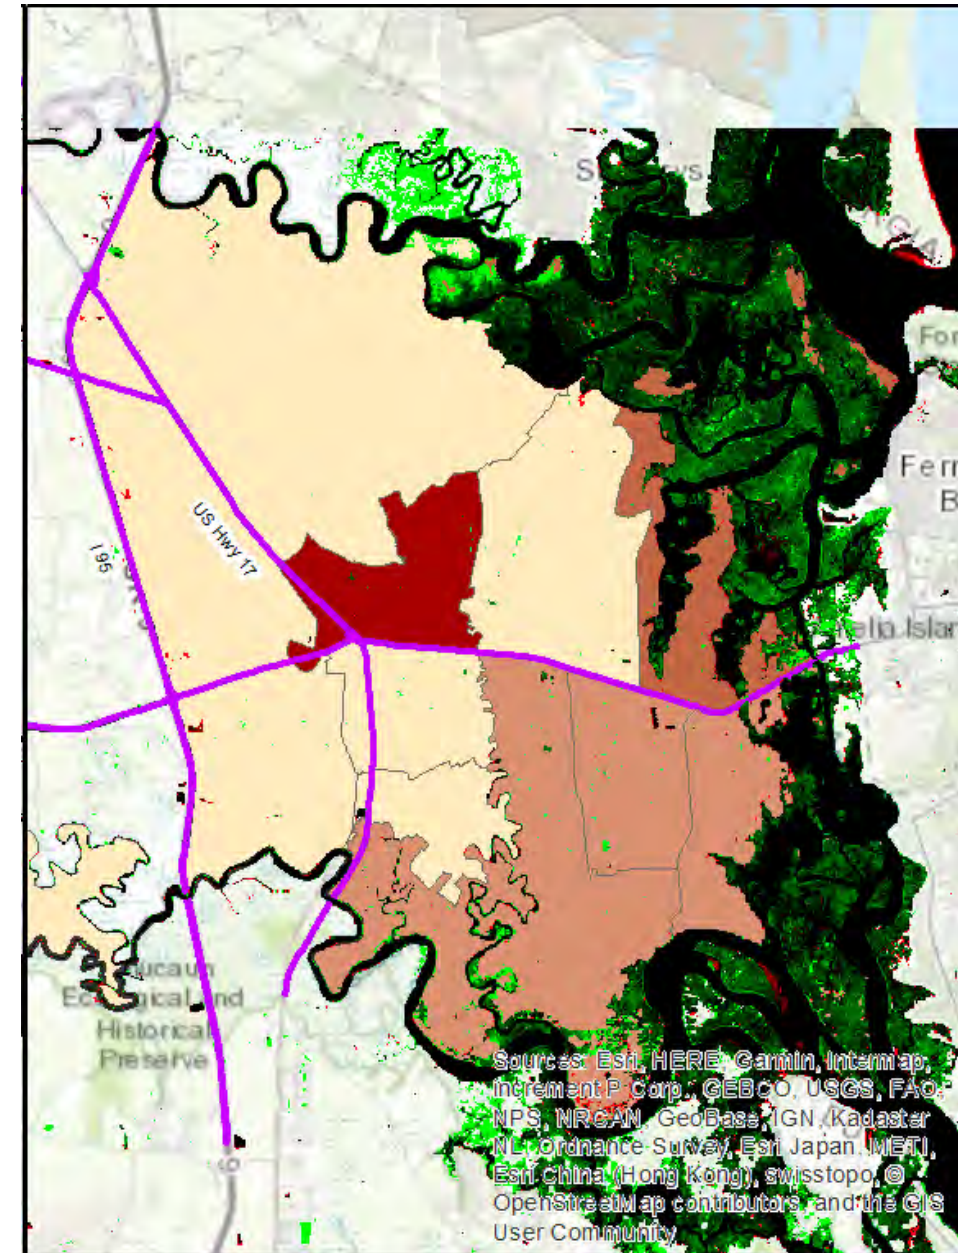 US Hwy 17
I 95
Ecological and
Historical
Preserve
Sources: Esri, HERE, Garmin, Intermap,
increment P Corp., GEBCO, USGS, FAO,
NPS, NRCAN, GeoBase, IGN, Kadaster
NL, Ordnance Survey, Esri Japan, METI,
Esri China (Hong Kong), swisstopo, ©
OpenStreetMap contributors, and the GIS
User Community